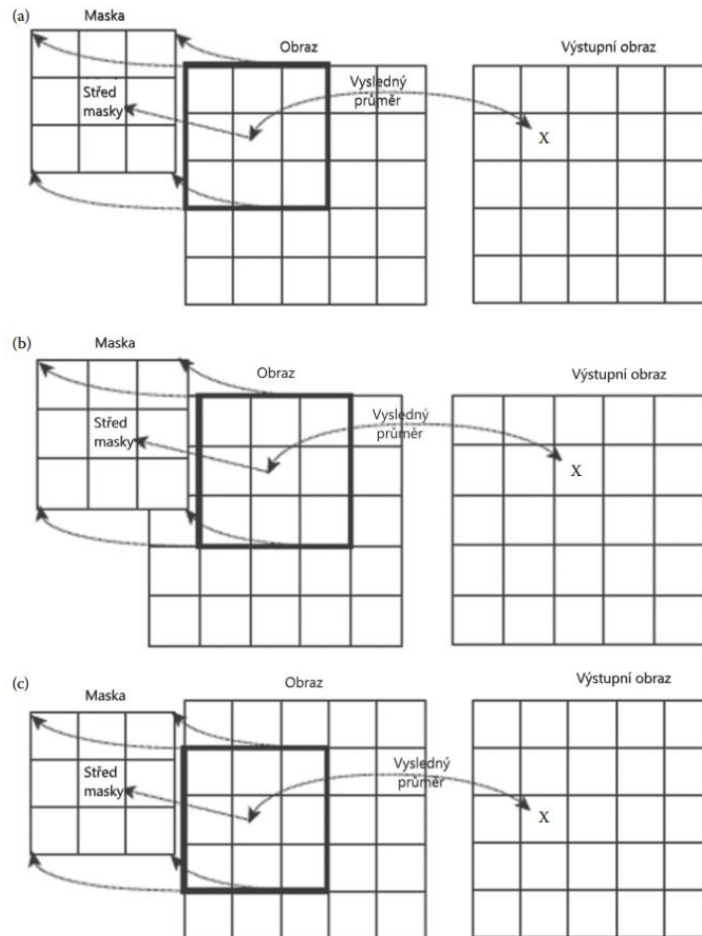 (a)
Maska
Obraz
Výstupní obraz
Střed
masky
Vysledný
průměr
X
(b)
Maska
Obraz
Výstupní obraz
Střed
masky
Vysledný
průměr
X
(c)
Maska
Obraz
Výstupní obraz
Střed
masky
Vysledný
průměr
X